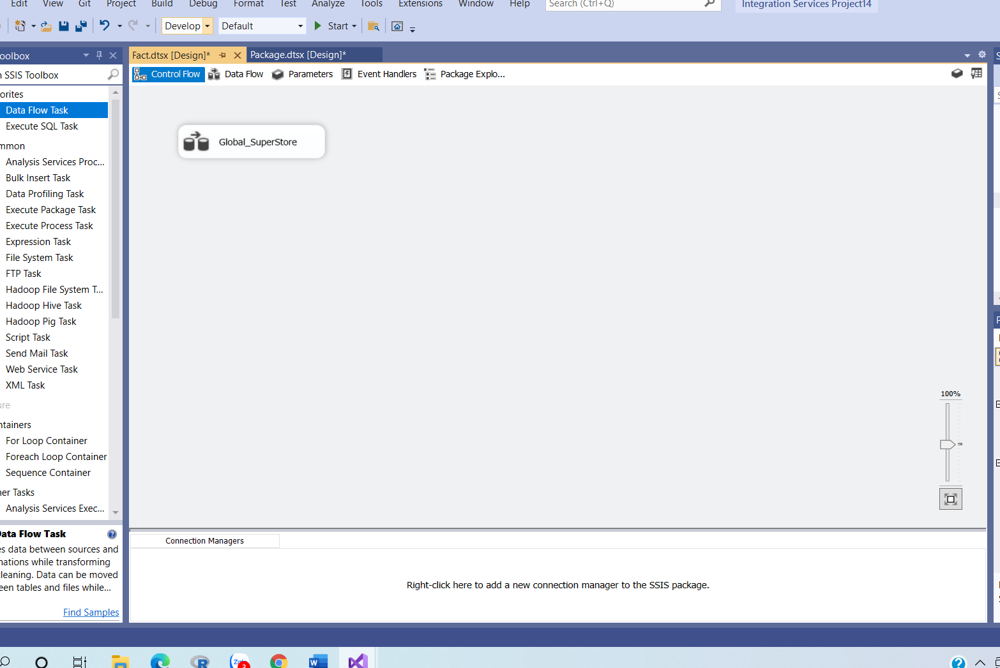 Edit View Git Project Build Debug Format Test Analyze Tools Extensions Window Help Search (Ctrl+Q) Integration Services Project14
Develop Default Start
oolbox
Fact.dtsx [Design]* Package.dtsx [Design]*
SSIS Toolbox
Control Flow Data Flow Parameters Event Handlers Package Explo...
orites
Data Flow Task
Execute SQL Task
Global_SuperStore
mmon
Analysis Services Proc...
Bulk Insert Task
Data Profiling Task
Execute Package Task
Execute Process Task
Expression Task
File System Task
FTP Task
Hadoop File System T...
Hadoop Hive Task
Hadoop Pig Task
Script Task
Send Mail Task
Web Service Task
XML Task
100%
ure
ntainers
For Loop Container
Foreach Loop Container
Sequence Container
ner Tasks
Analysis Services Exec...
Data Flow Task
es data between sources and
nations while transforming
cleaning. Data can be moved
een tables and files while...
Find Samples
Connection Managers
Right-click here to add a new connection manager to the SSIS package.
3